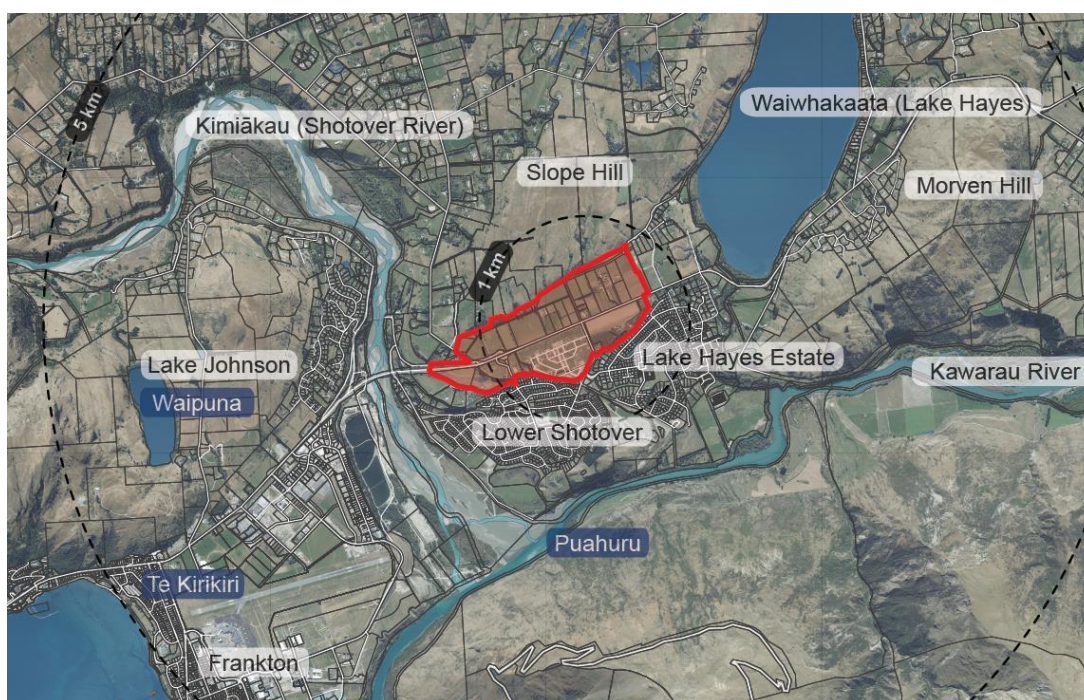 5 km
Waiwhakaata (Lake Hayes)
Kimiākau (Shotover River)
Slope Hill
Morven Hill
1 km
Lake Johnson
Lake Hayes Estate
Kawarau River
Waipuna
Lower Shotover
Puahuru
Te Kirikiri
Frankton